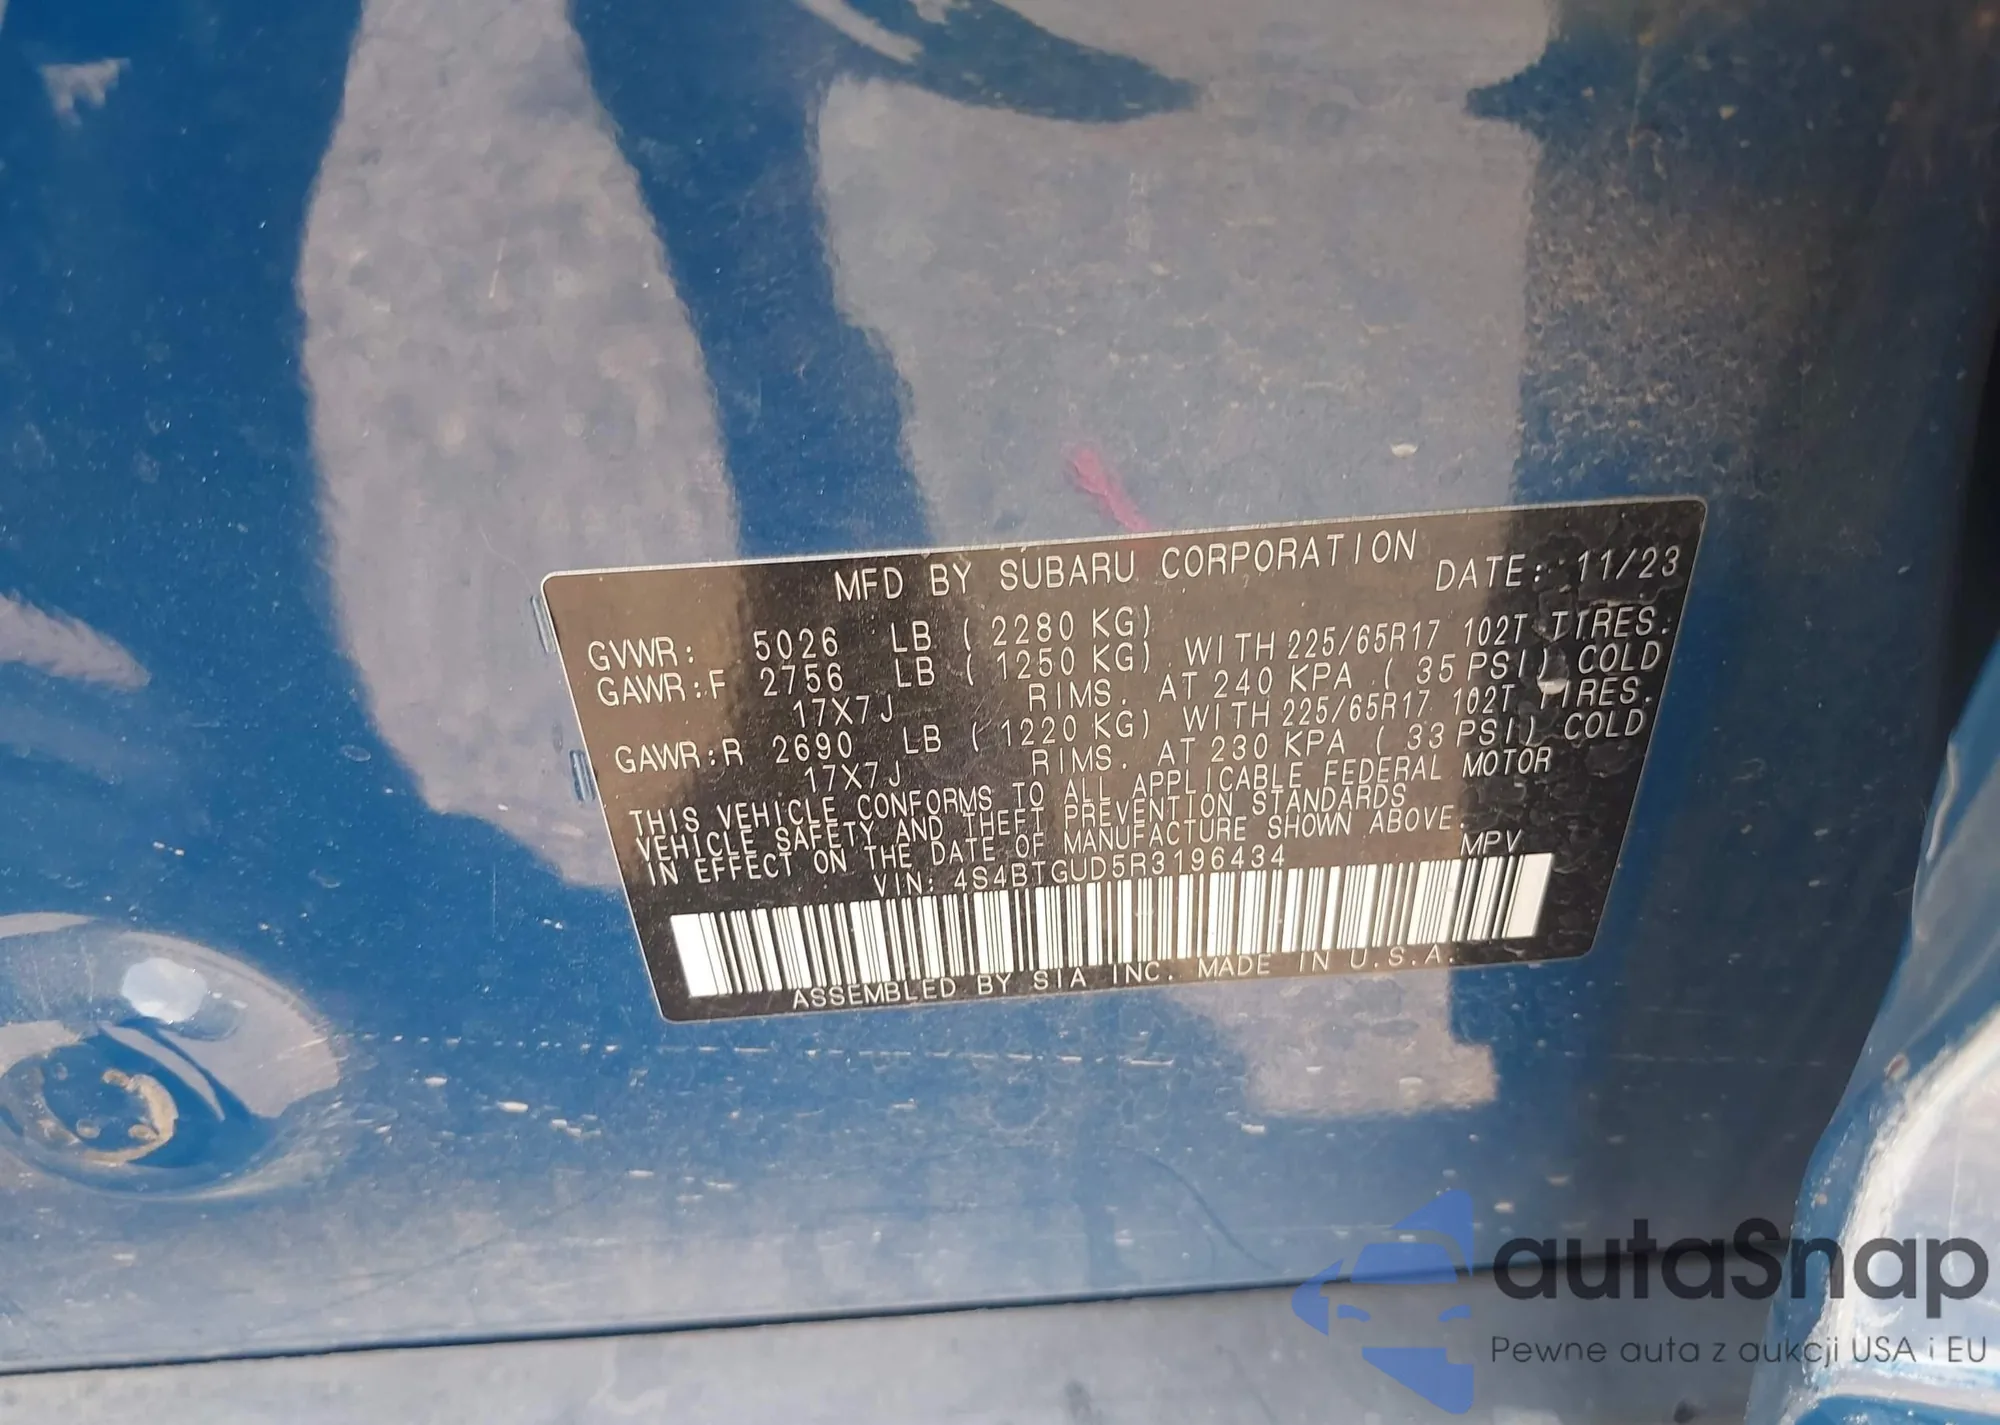 MFD BY SUBARU CORPORATION DATE: 11/23
GVWR: 5026 LB ( 2280 KG)
GAWR:F 2756 LB ( 1250 KG) WITH 225/65R17 102T TIRES.
17X7J RIMS. AT 240 KPA ( 35 PSI) COLD
GAWR:R 2690 LB ( 1220 KG) WITH 225/65R17 102T TIRES.
17X7J RIMS. AT 230 KPA ( 33 PSI) COLD
THIS VEHICLE CONFORMS TO ALL APPLICABLE FEDERAL MOTOR
VEHICLE SAFETY AND THEFT PREVENTION STANDARDS
IN EFFECT ON THE DATE OF MANUFACTURE SHOWN ABOVE.
VIN: 4S4BTGUD5R3196434 MPV
ASSEMBLED BY SIA INC. MADE IN U.S.A.
autaSnap
Pewne auta z aukcji USA i EU